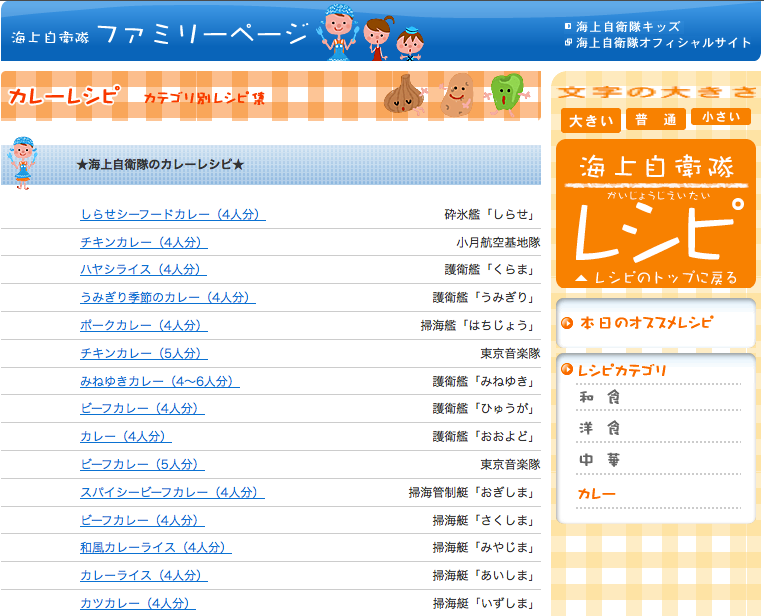 海上自衛隊 ファミリーページ
海上自衛隊キッズ
海上自衛隊オフィシャルサイト
カレーレシピ カテゴリ別レシピ集
★海上自衛隊のカレーレシピ★
しらせシーフードカレー（4人分） 砕氷艦「しらせ」
チキンカレー（4人分） 小月航空基地隊
ハヤシライス（4人分） 護衛艦「くらま」
うみぎり季節のカレー（4人分） 護衛艦「うみぎり」
ポークカレー（4人分） 掃海艦「はちじょう」
チキンカレー（5人分） 東京音楽隊
みねゆきカレー（4〜6人分） 護衛艦「みねゆき」
ビーフカレー（4人分） 護衛艦「ひゅうが」
カレー（4人分） 護衛艦「おおよど」
ビーフカレー（5人分） 東京音楽隊
スパイシービーフカレー（4人分） 掃海管制艇「おぎしま」
ビーフカレー（4人分） 掃海艇「さくしま」
和風カレーライス（4人分） 掃海艇「みやじま」
カレーライス（4人分） 掃海艇「あいしま」
カツカレー（4人分） 掃海艇「いずしま」
文字の大きさ
大きい 普 通 小さい
海上自衛隊
かいじょうじえいたい
レシピ
▲レシピのトップに戻る
本日のオススメレシピ
レシピカテゴリ
和 食
洋 食
中 華
カレー